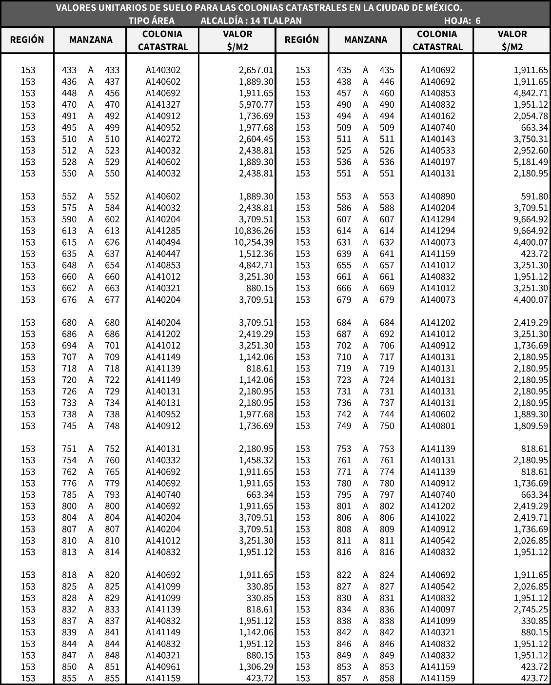 VALORES UNITARIOS DE SUELO PARA LAS COLONIAS CATASTRALES EN LA CIUDAD DE MÉXICO.
TIPO ÁREA ALCALDÍA : 14 TLALPAN HOJA: 6
REGIÓN MANZANA COLONIA CATASTRAL VALOR $/M2 REGIÓN MANZANA COLONIA CATASTRAL VALOR $/M2
153 433 A 433 A140302 2,657.01 153 435 A 435 A140692 1,911.65
153 436 A 437 A140602 1,889.30 153 438 A 446 A140692 1,911.65
153 448 A 456 A140692 1,911.65 153 457 A 460 A140853 4,842.71
153 470 A 470 A141327 5,970.77 153 490 A 490 A140832 1,951.12
153 491 A 492 A140912 1,736.69 153 494 A 494 A140162 2,054.78
153 495 A 499 A140952 1,977.68 153 509 A 509 A140740 663.34
153 510 A 510 A140272 2,604.45 153 511 A 511 A140143 3,750.31
153 512 A 523 A140032 2,438.81 153 525 A 526 A140533 2,952.60
153 528 A 529 A140602 1,889.30 153 536 A 536 A140197 5,181.49
153 550 A 550 A140032 2,438.81 153 551 A 551 A140131 2,180.95
153 552 A 552 A140602 1,889.30 153 553 A 553 A140890 591.80
153 575 A 584 A140032 2,438.81 153 586 A 588 A140204 3,709.51
153 590 A 602 A140204 3,709.51 153 607 A 607 A141294 9,664.92
153 613 A 613 A141285 10,836.26 153 614 A 614 A141294 9,664.92
153 615 A 626 A140494 10,254.39 153 631 A 632 A140073 4,400.07
153 635 A 637 A140447 1,512.36 153 639 A 641 A141159 423.72
153 648 A 654 A140853 4,842.71 153 655 A 657 A141012 3,251.30
153 660 A 660 A141012 3,251.30 153 661 A 661 A140832 1,951.12
153 662 A 663 A140321 880.15 153 666 A 669 A141012 3,251.30
153 676 A 677 A140204 3,709.51 153 679 A 679 A140073 4,400.07
153 680 A 680 A140204 3,709.51 153 684 A 684 A141202 2,419.29
153 686 A 686 A141202 2,419.29 153 687 A 692 A141012 3,251.30
153 694 A 701 A141012 3,251.30 153 702 A 706 A140912 1,736.69
153 707 A 709 A141149 1,142.06 153 710 A 717 A140131 2,180.95
153 718 A 718 A141139 818.61 153 719 A 719 A140131 2,180.95
153 720 A 722 A141149 1,142.06 153 723 A 724 A140131 2,180.95
153 726 A 729 A140131 2,180.95 153 731 A 731 A140131 2,180.95
153 733 A 734 A140131 2,180.95 153 736 A 737 A140131 2,180.95
153 738 A 738 A140952 1,977.68 153 742 A 744 A140602 1,889.30
153 745 A 748 A140912 1,736.69 153 749 A 750 A140801 1,809.59
153 751 A 752 A140131 2,180.95 153 753 A 753 A141139 818.61
153 754 A 760 A140332 1,458.32 153 761 A 761 A140131 2,180.95
153 762 A 765 A140692 1,911.65 153 771 A 774 A141139 818.61
153 776 A 779 A140692 1,911.65 153 780 A 780 A140912 1,736.69
153 785 A 793 A140740 663.34 153 795 A 797 A140740 663.34
153 800 A 800 A140692 1,911.65 153 801 A 802 A141202 2,419.29
153 804 A 804 A140204 3,709.51 153 806 A 806 A141022 2,419.71
153 807 A 807 A140204 3,709.51 153 808 A 809 A140912 1,736.69
153 810 A 810 A141012 3,251.30 153 811 A 811 A140542 2,026.85
153 813 A 814 A140832 1,951.12 153 816 A 816 A140832 1,951.12
153 818 A 820 A140692 1,911.65 153 822 A 824 A140692 1,911.65
153 825 A 825 A141099 330.85 153 827 A 827 A140542 2,026.85
153 828 A 829 A141099 330.85 153 830 A 831 A140832 1,951.12
153 832 A 833 A141139 818.61 153 834 A 836 A140097 2,745.25
153 837 A 837 A140832 1,951.12 153 838 A 838 A141099 330.85
153 839 A 841 A141149 1,142.06 153 842 A 842 A140321 880.15
153 844 A 844 A140832 1,951.12 153 846 A 846 A140832 1,951.12
153 847 A 848 A140321 880.15 153 849 A 849 A140832 1,951.12
153 850 A 851 A140961 1,306.29 153 853 A 853 A141159 423.72
153 855 A 855 A141159 423.72 153 857 A 858 A141159 423.72